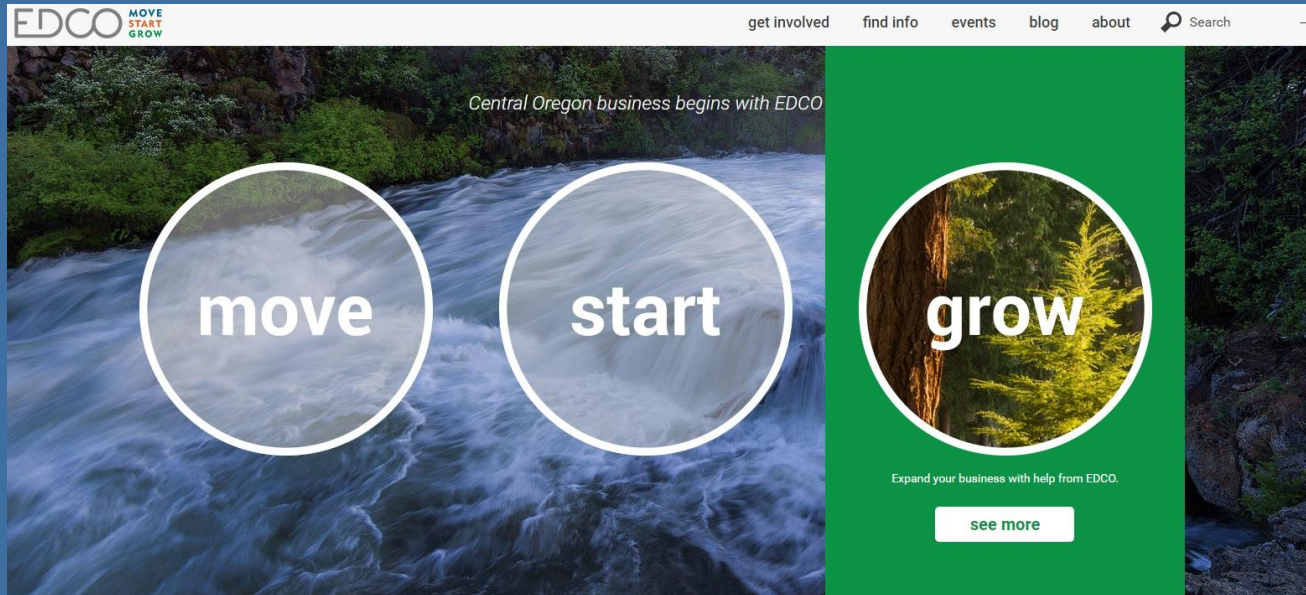 EDCO MOVE
START
GROW
get involved find info events blog about Search
Central Oregon business begins with EDCO
move start grow
Expand your business with help from EDCO.
see more